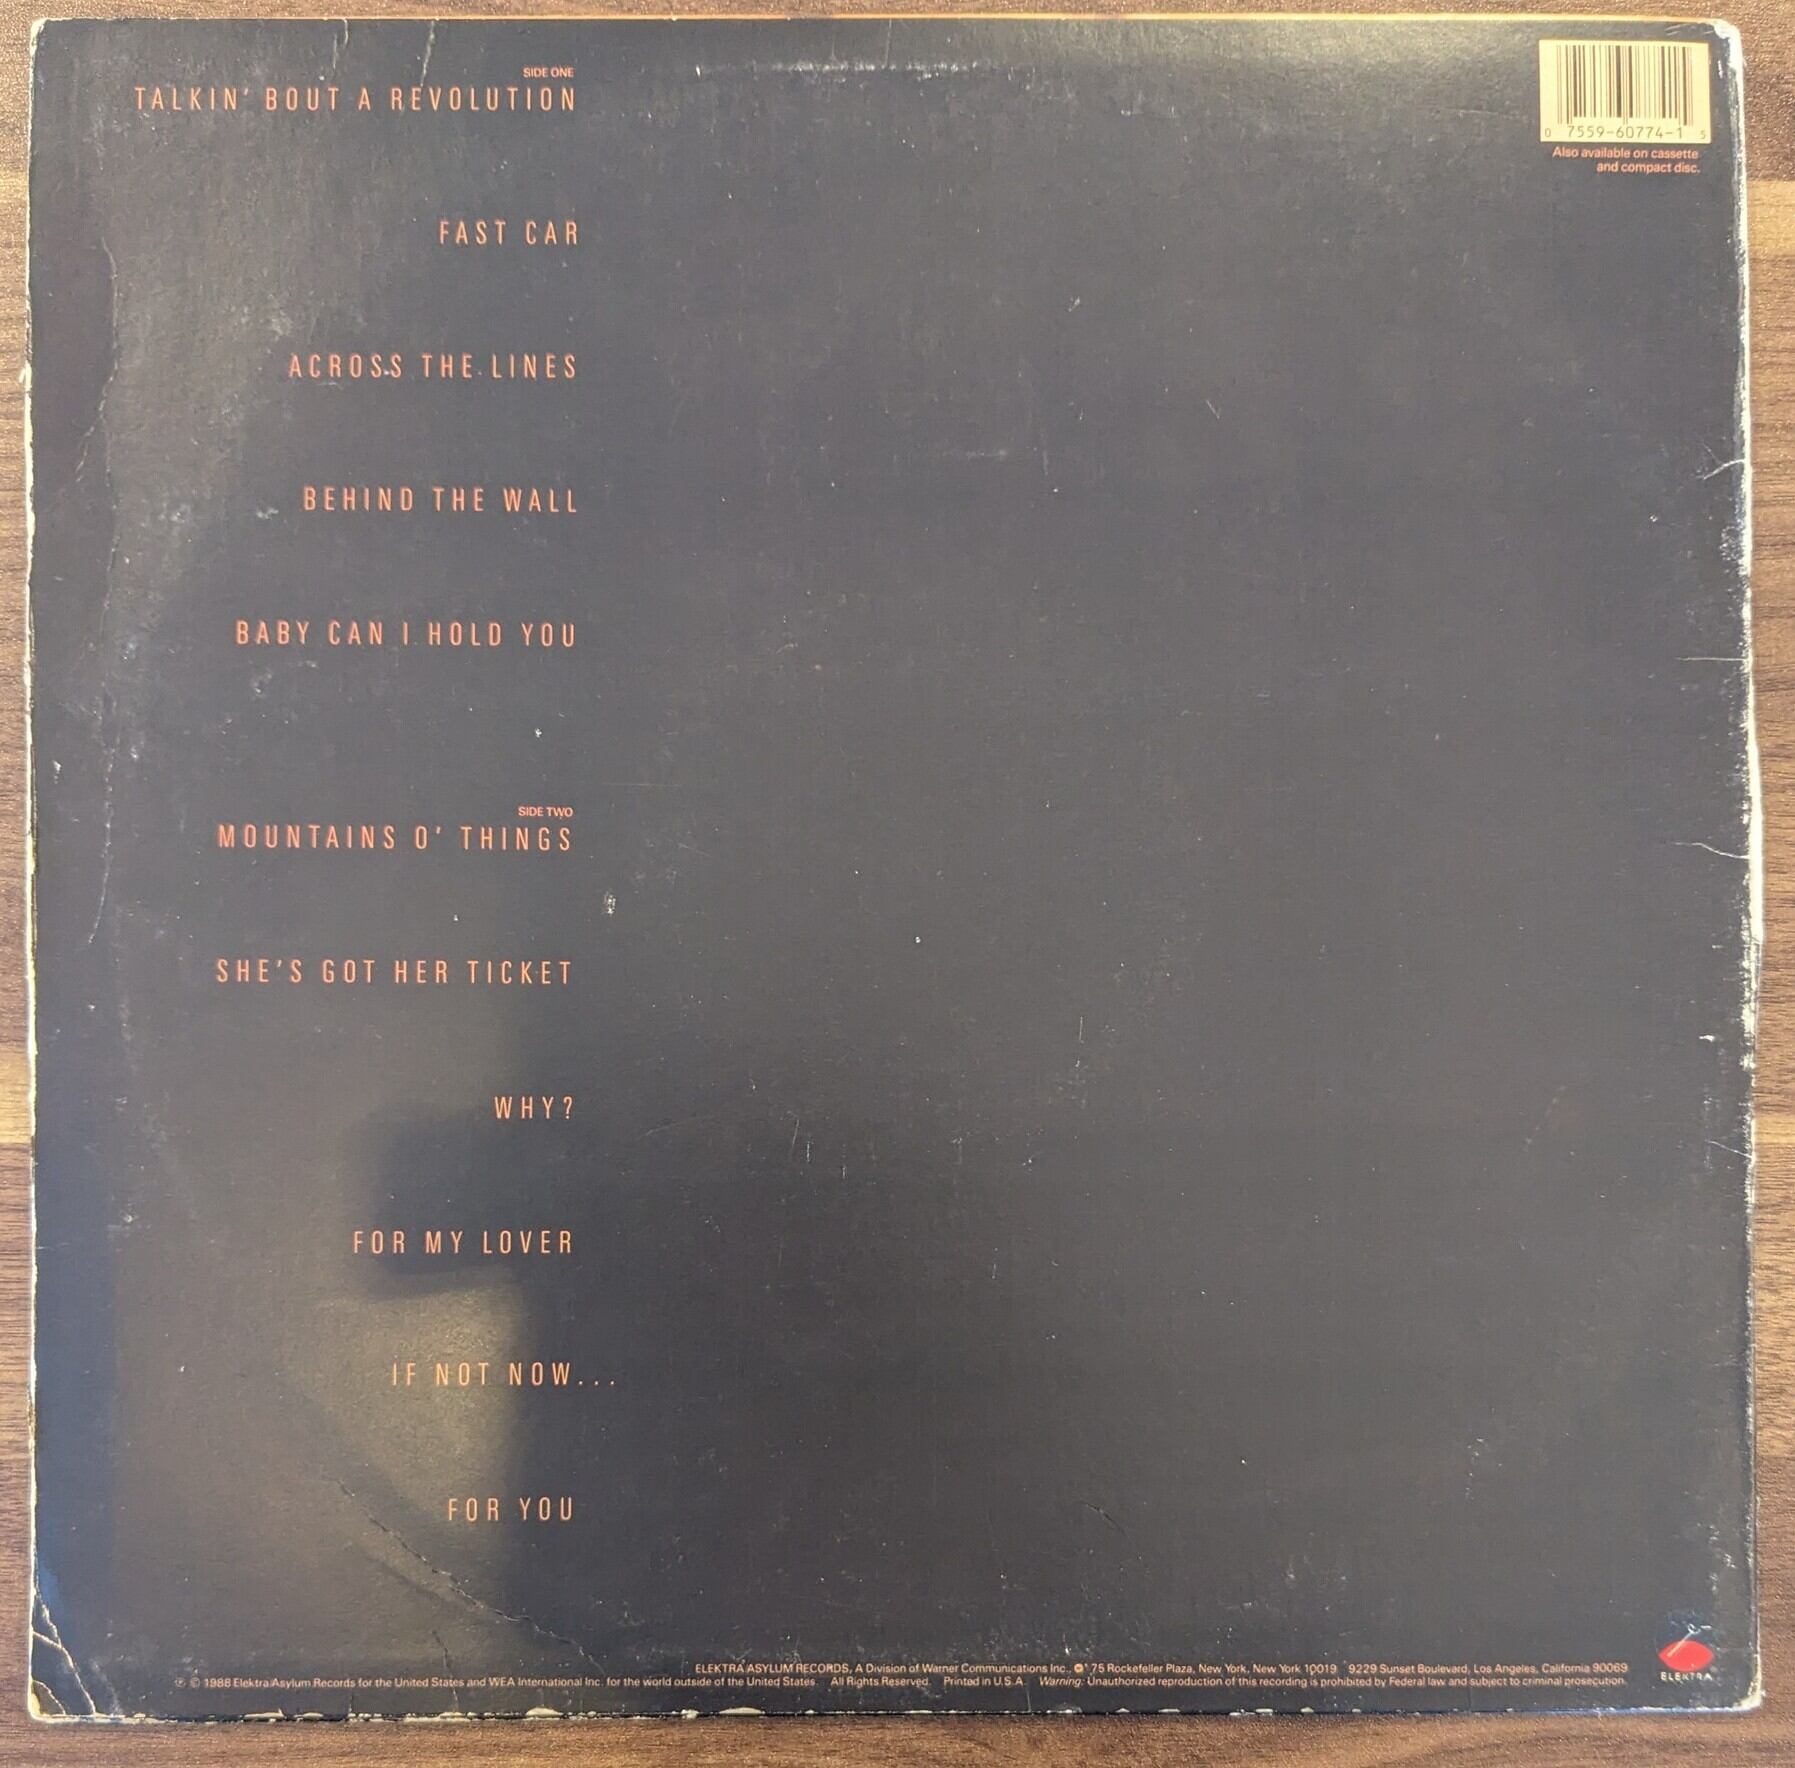 SIDE ONE
TALKIN' BOUT A REVOLUTION
FAST CAR
ACROSS THE LINES
BEHIND THE WALL
BABY CAN I HOLD YOU
SIDE TWO
MOUNTAINS O' THINGS
SHE'S GOT HER TICKET
WHY?
FOR MY LOVER
IF NOT NOW...
FOR YOU
0 7559-60774-1 5
Also available on cassette
and compact disc.
ELEKTRA/ASYLUM RECORDS, A Division of Warner Communications Inc., 75 Rockefeller Plaza, New York, New York 10019 9229 Sunset Boulevard, Los Angeles, California 90069
℗ © 1988 Elektra/Asylum Records for the United States and WEA International Inc. for the world outside of the United States. All Rights Reserved. Printed in U.S.A. Warning: Unauthorized reproduction of this recording is prohibited by Federal law and subject to criminal prosecution.
ELEKTRA